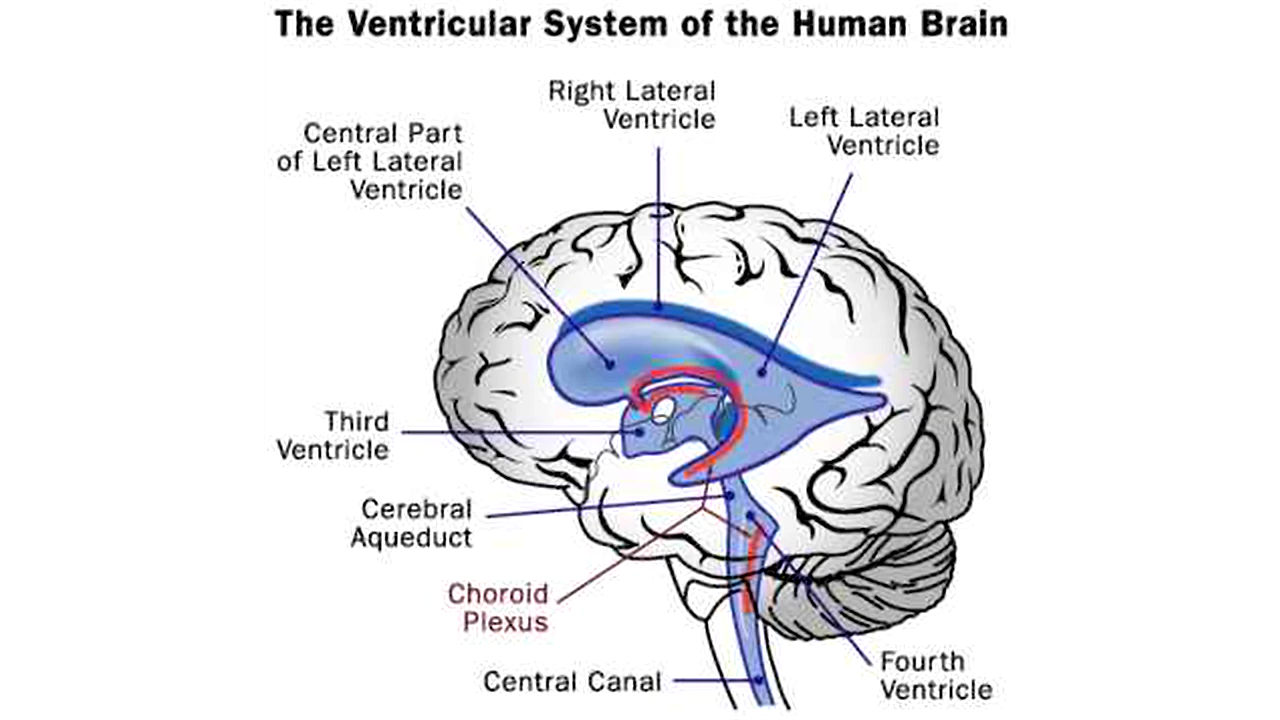 The Ventricular System of the Human Brain
Right Lateral
Ventricle
Left Lateral
Ventricle
Central Part
of Left Lateral
Ventricle
Third
Ventricle
Cerebral
Aqueduct
Choroid
Plexus
Central Canal
Fourth
Ventricle